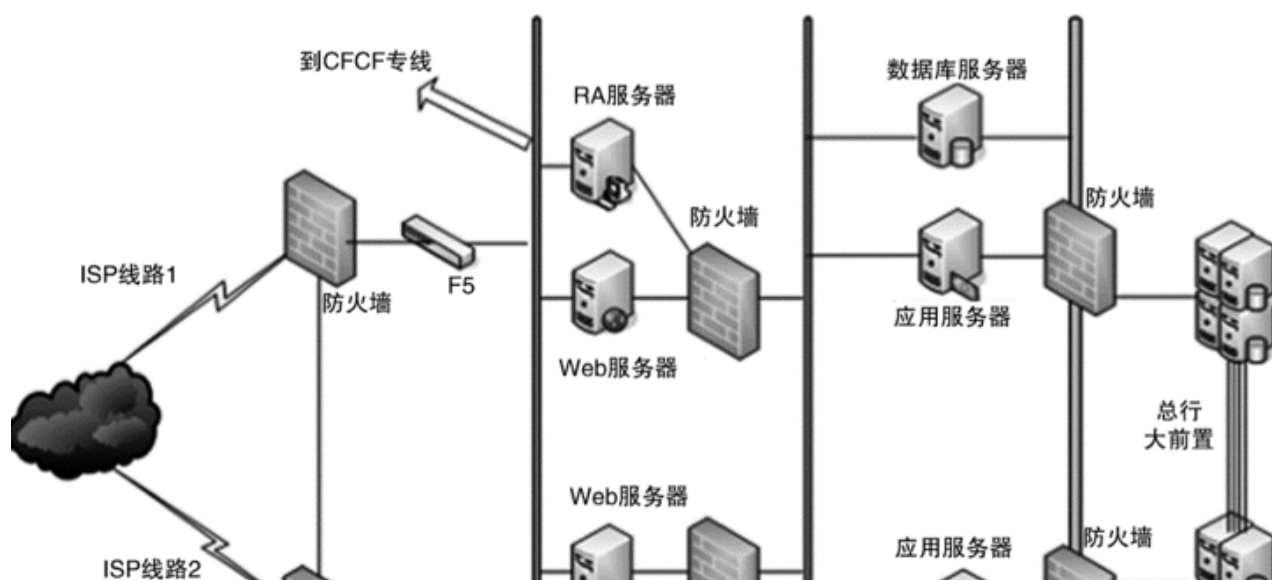 到CFCF专线
RA服务器
数据库服务器
防火墙
防火墙
ISP线路1
防火墙
F5
应用服务器
Web服务器
总行
大前置
Web服务器
应用服务器
防火墙
ISP线路2